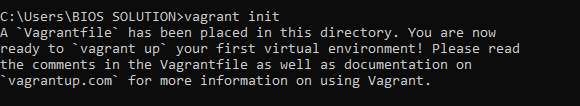 C:\Users\BIOS SOLUTION>vagrant init
A `Vagrantfile` has been placed in this directory. You are now
ready to `vagrant up` your first virtual environment! Please read
the comments in the Vagrantfile as well as documentation on
`vagrantup.com` for more information on using Vagrant.